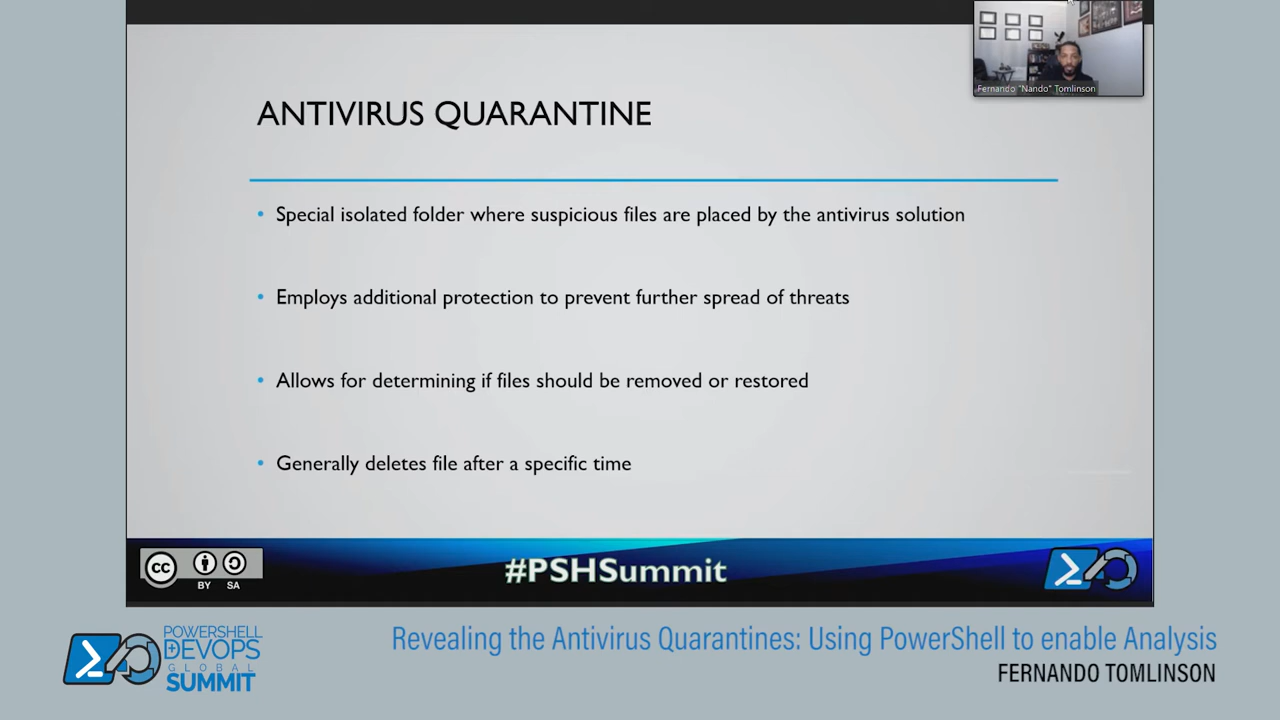 Fernando "Nando" Tomlinson
ANTIVIRUS QUARANTINE
• Special isolated folder where suspicious files are placed by the antivirus solution
• Employs additional protection to prevent further spread of threats
• Allows for determining if files should be removed or restored
• Generally deletes file after a specific time
cc
BY SA
#PSHSummit
POWERSHELL
DEVOPS
GLOBAL
SUMMIT
Revealing the Antivirus Quarantines: Using PowerShell to enable Analysis
FERNANDO TOMLINSON